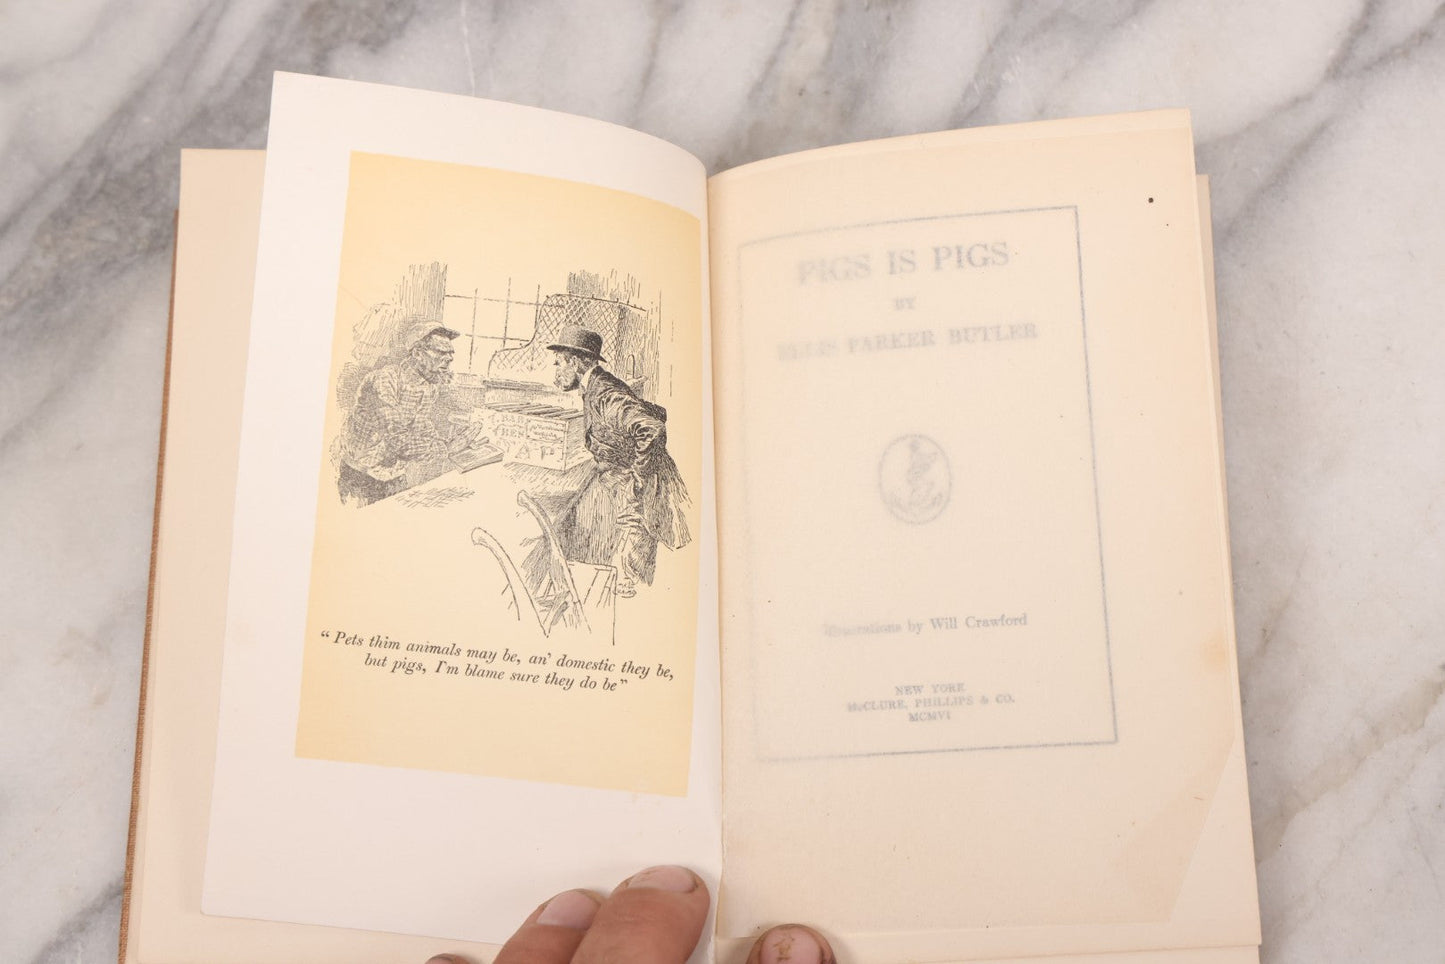 “ Pets thim animals may be, an’ domestic they be,
but pigs, I’m blame sure they do be”
PIGS IS PIGS
BY
ELLIS PARKER BUTLER
Illustrations by Will Crawford
NEW YORK
McCLURE, PHILLIPS & CO.
MCMVI